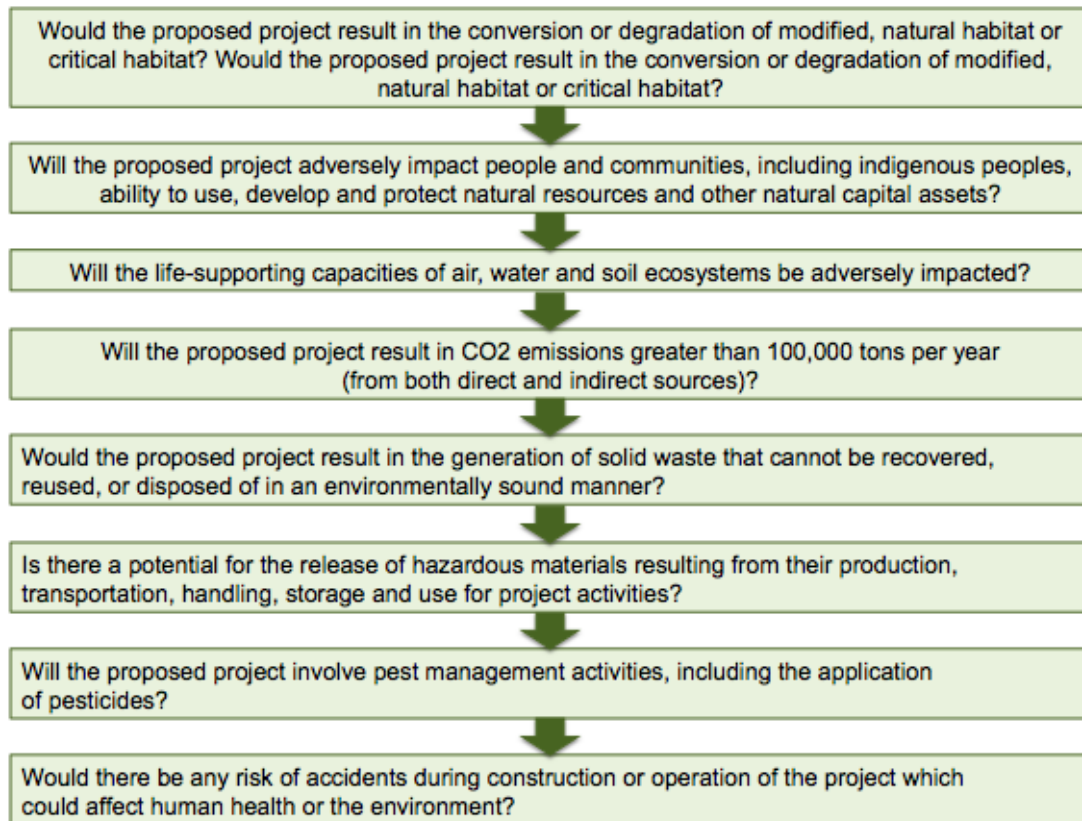 Would the proposed project result in the conversion or degradation of modified, natural habitat or
critical habitat? Would the proposed project result in the conversion or degradation of modified,
natural habitat or critical habitat?
Will the proposed project adversely impact people and communities, including indigenous peoples,
ability to use, develop and protect natural resources and other natural capital assets?
Will the life-supporting capacities of air, water and soil ecosystems be adversely impacted?
Will the proposed project result in CO2 emissions greater than 100,000 tons per year
(from both direct and indirect sources)?
Would the proposed project result in the generation of solid waste that cannot be recovered,
reused, or disposed of in an environmentally sound manner?
Is there a potential for the release of hazardous materials resulting from their production,
transportation, handling, storage and use for project activities?
Will the proposed project involve pest management activities, including the application
of pesticides?
Would there be any risk of accidents during construction or operation of the project which
could affect human health or the environment?